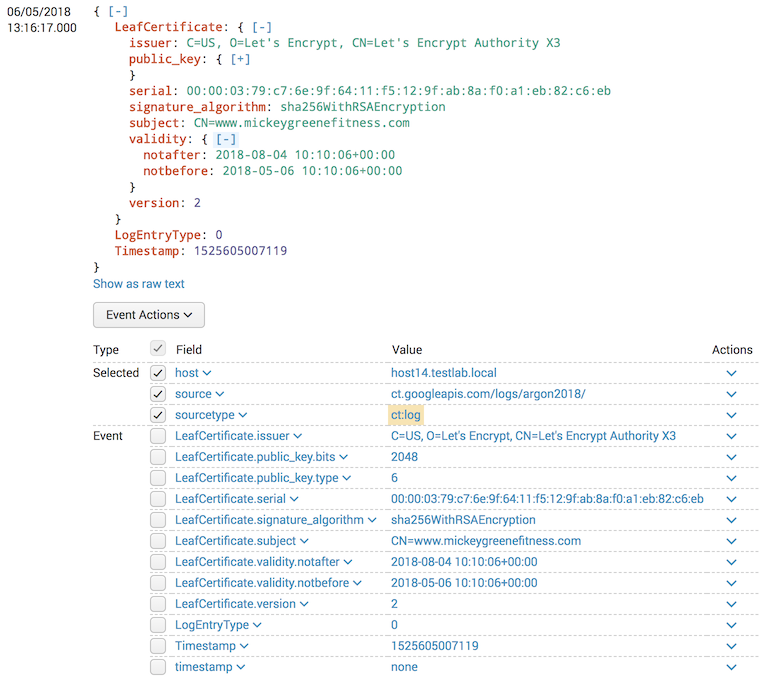 06/05/2018 { [-]
13:16:17.000 LeafCertificate: { [-]
issuer: C=US, O=Let's Encrypt, CN=Let's Encrypt Authority X3
public_key: { [+]
}
serial: 00:00:03:79:c7:6e:9f:64:11:f5:12:9f:ab:8a:f0:a1:eb:82:c6:eb
signature_algorithm: sha256WithRSAEncryption
subject: CN=www.mickeygreenefitness.com
validity: { [-]
notafter: 2018-08-04 10:10:06+00:00
notbefore: 2018-05-06 10:10:06+00:00
}
version: 2
}
LogEntryType: 0
Timestamp: 1525605007119
}
Show as raw text
Event Actions
Type Field Value Actions
Selected host host14.testlab.local
source ct.googleapis.com/logs/argon2018/
sourcetype ct:log
Event LeafCertificate.issuer C=US, O=Let's Encrypt, CN=Let's Encrypt Authority X3
LeafCertificate.public_key.bits 2048
LeafCertificate.public_key.type 6
LeafCertificate.serial 00:00:03:79:c7:6e:9f:64:11:f5:12:9f:ab:8a:f0:a1:eb:82:c6:eb
LeafCertificate.signature_algorithm sha256WithRSAEncryption
LeafCertificate.subject CN=www.mickeygreenefitness.com
LeafCertificate.validity.notafter 2018-08-04 10:10:06+00:00
LeafCertificate.validity.notbefore 2018-05-06 10:10:06+00:00
LeafCertificate.version 2
LogEntryType 0
Timestamp 1525605007119
timestamp none